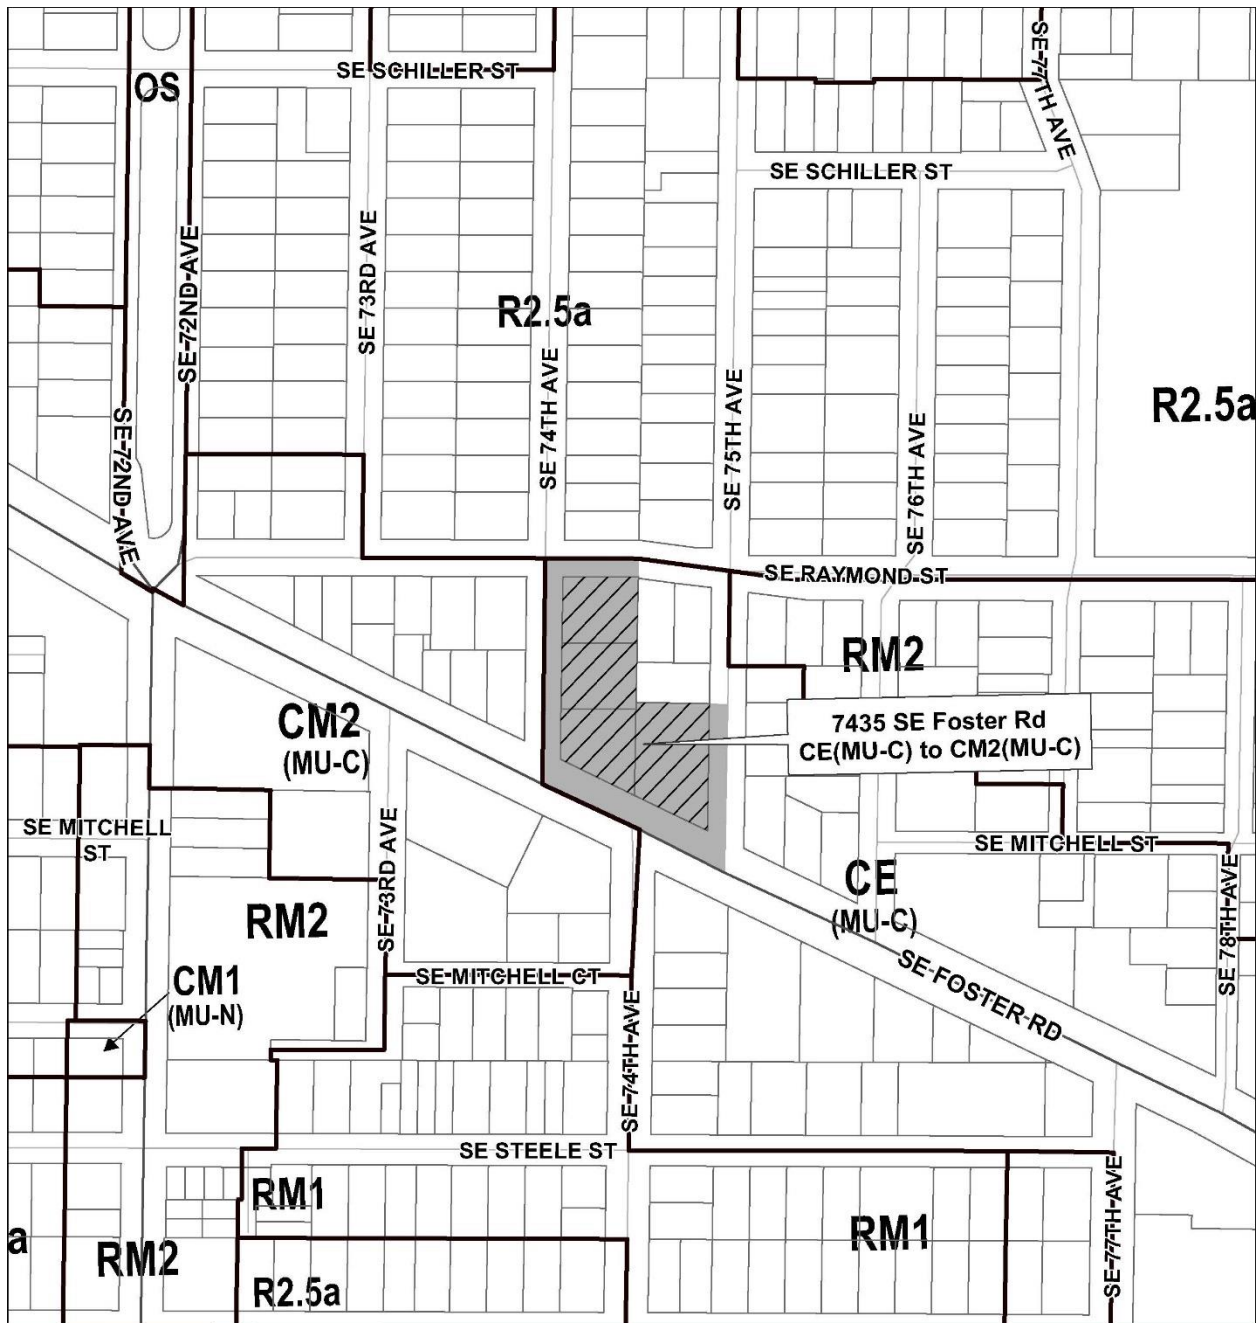 SE SCHILLER ST
SE 77TH AVE
OS
SE SCHILLER ST
SE 72ND AVE
SE 73RD AVE
R2.5a
SE 74TH AVE
SE 75TH AVE
R2.5a
SE 72ND AVE
SE 76TH AVE
SE RAYMOND ST
RM2
CM2
(MU-C)
7435 SE Foster Rd
CE(MU-C) to CM2(MU-C)
SE MITCHELL
ST
SE 73RD AVE
SE MITCHELL ST
CE
(MU-C)
SE 78TH AVE
RM2
SE FOSTER RD
CM1
(MU-N)
SE MITCHELL CT
SE 74TH AVE
SE STEELE ST
RM1
SE 77TH AVE
RM1
a
RM2
R2.5a